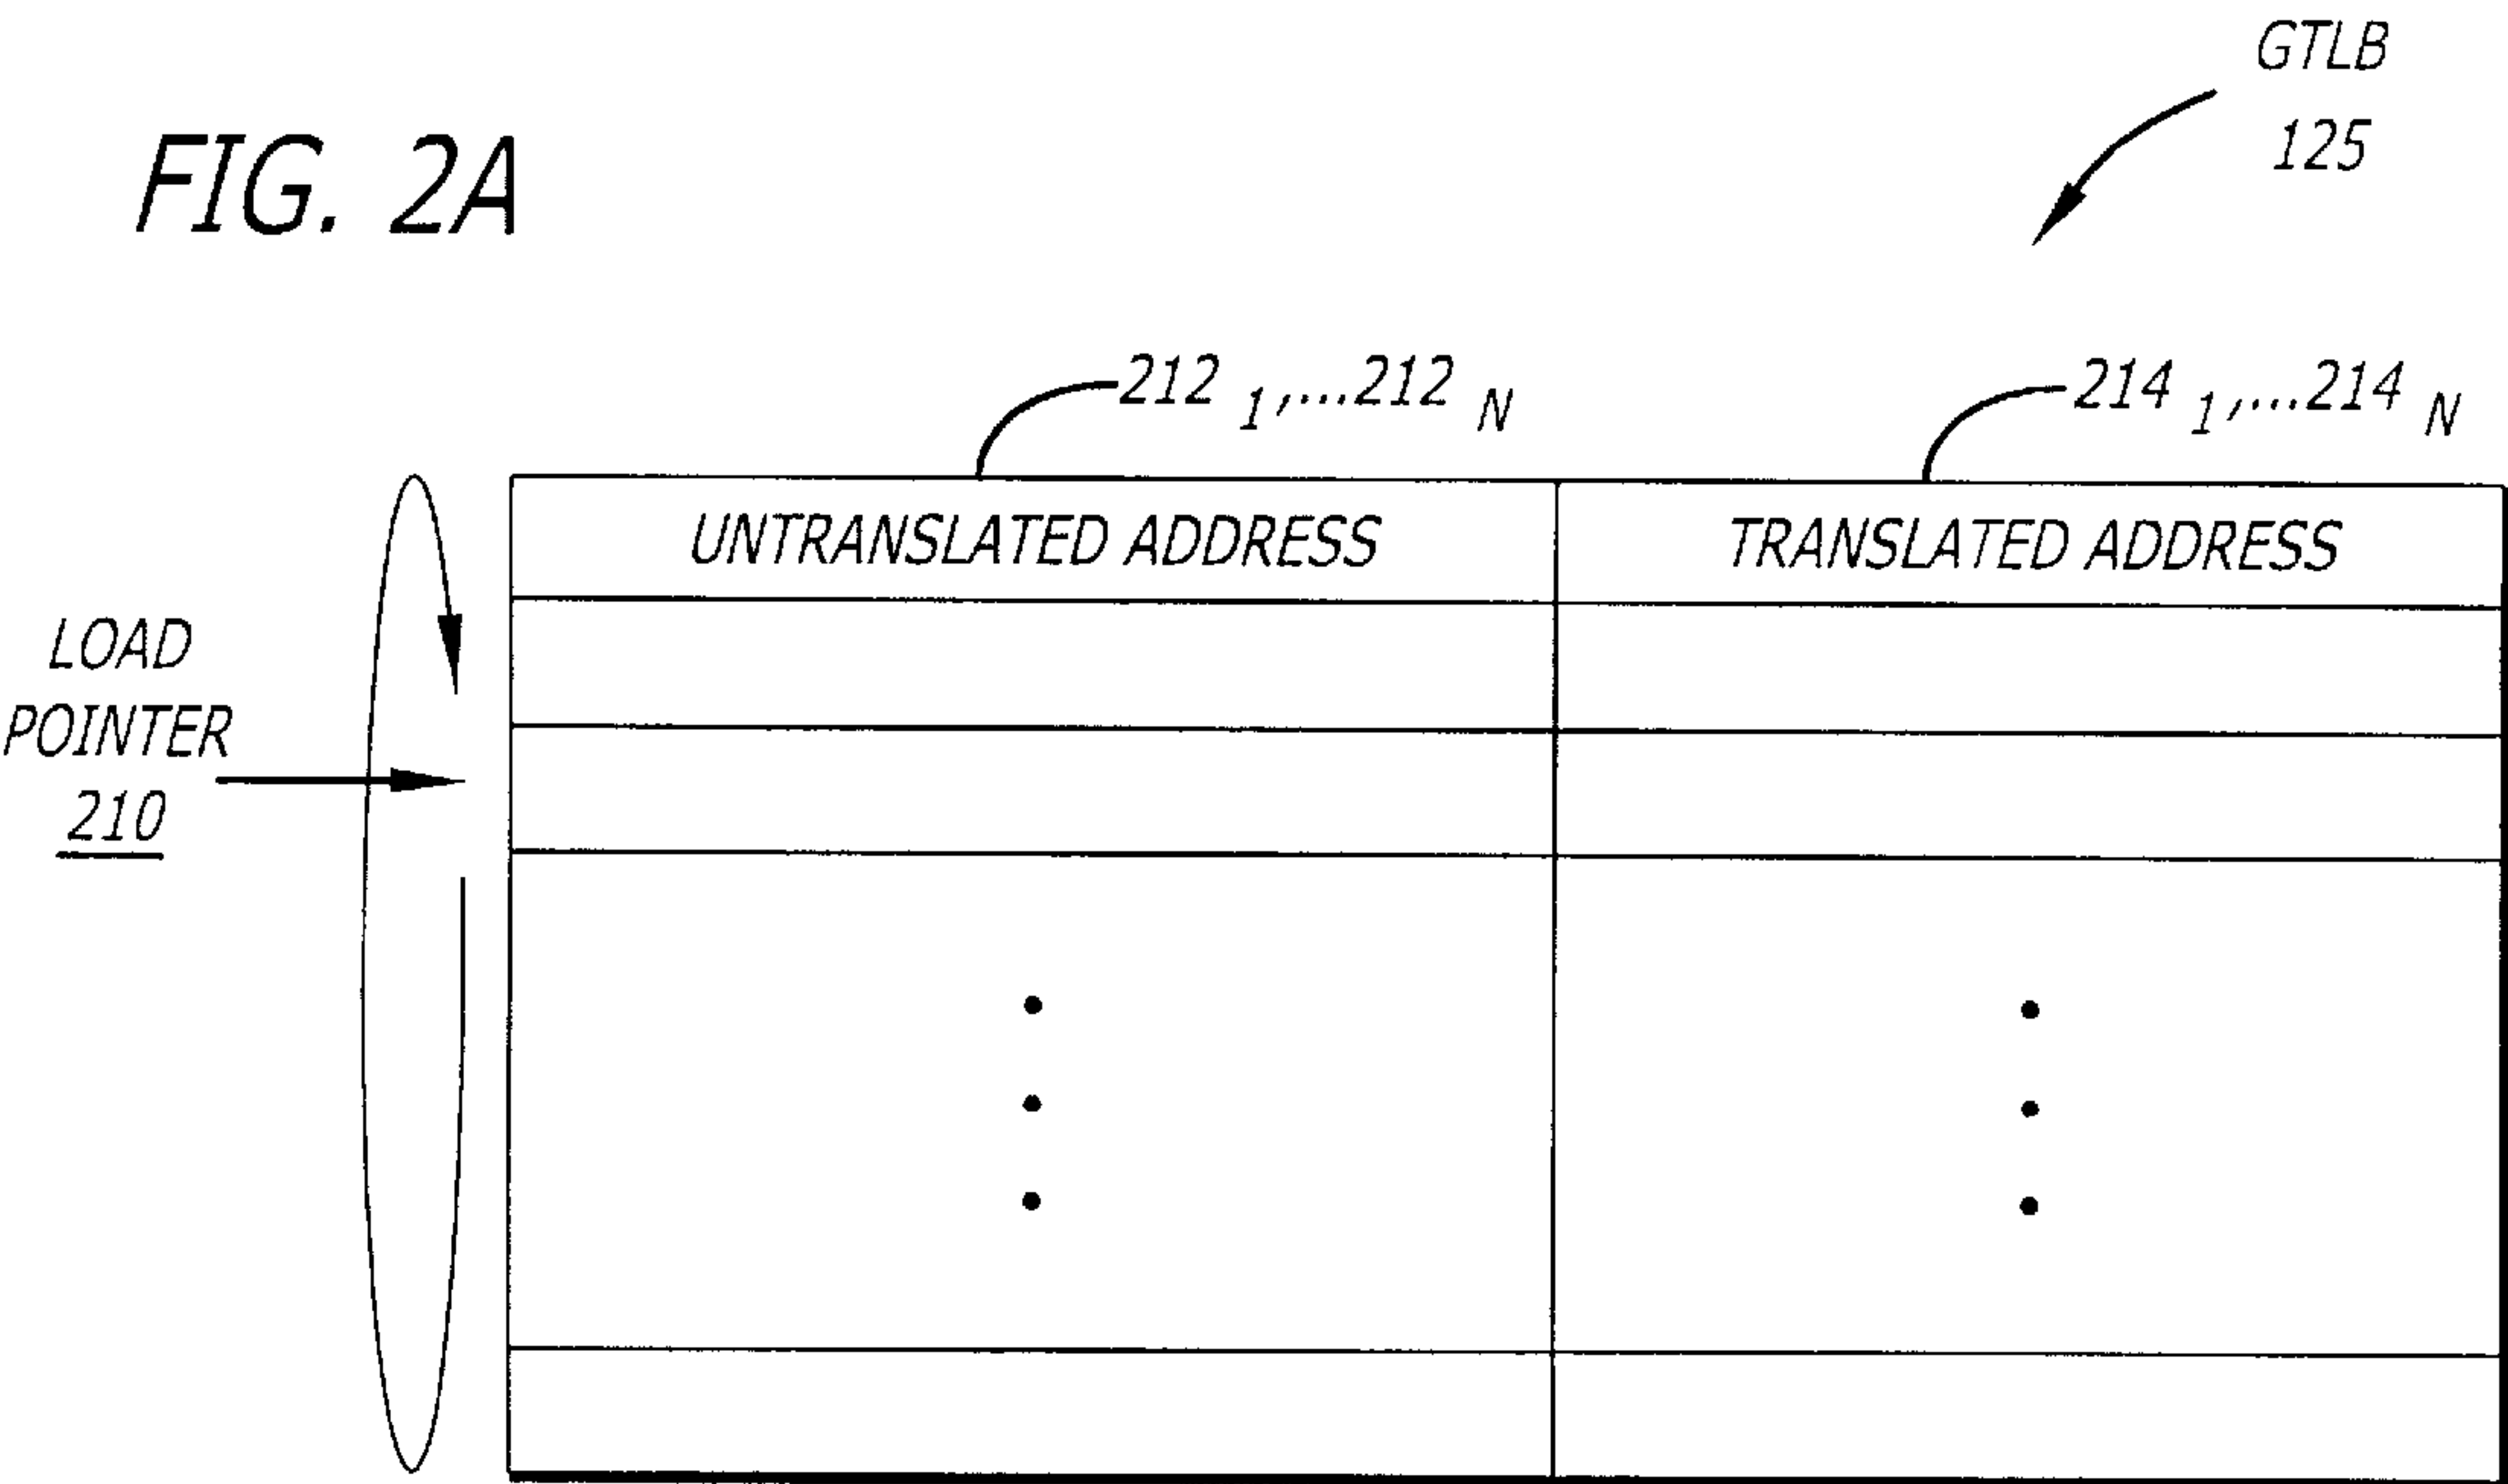 GTLB
125
FIG. 2A
212 1,...212 N
214 1,...214 N
UNTRANSLATED ADDRESS
TRANSLATED ADDRESS
LOAD
POINTER
210